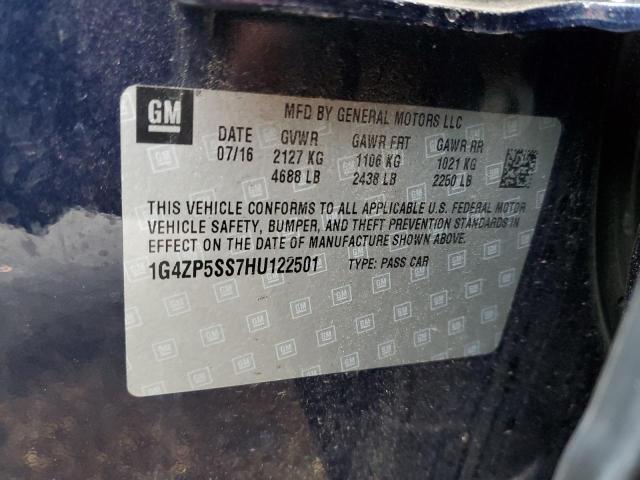 GM
MFD BY GENERAL MOTORS LLC
DATE GVWR GAWR FRT GAWR RR
07/16 2127 KG 1106 KG 1021 KG
4688 LB 2438 LB 2250 LB
THIS VEHICLE CONFORMS TO ALL APPLICABLE U.S. FEDERAL MOTOR
VEHICLE SAFETY, BUMPER, AND THEFT PREVENTION STANDARDS IN
EFFECT ON THE DATE OF MANUFACTURE SHOWN ABOVE.
1G4ZP5SS7HU122501 TYPE: PASS CAR